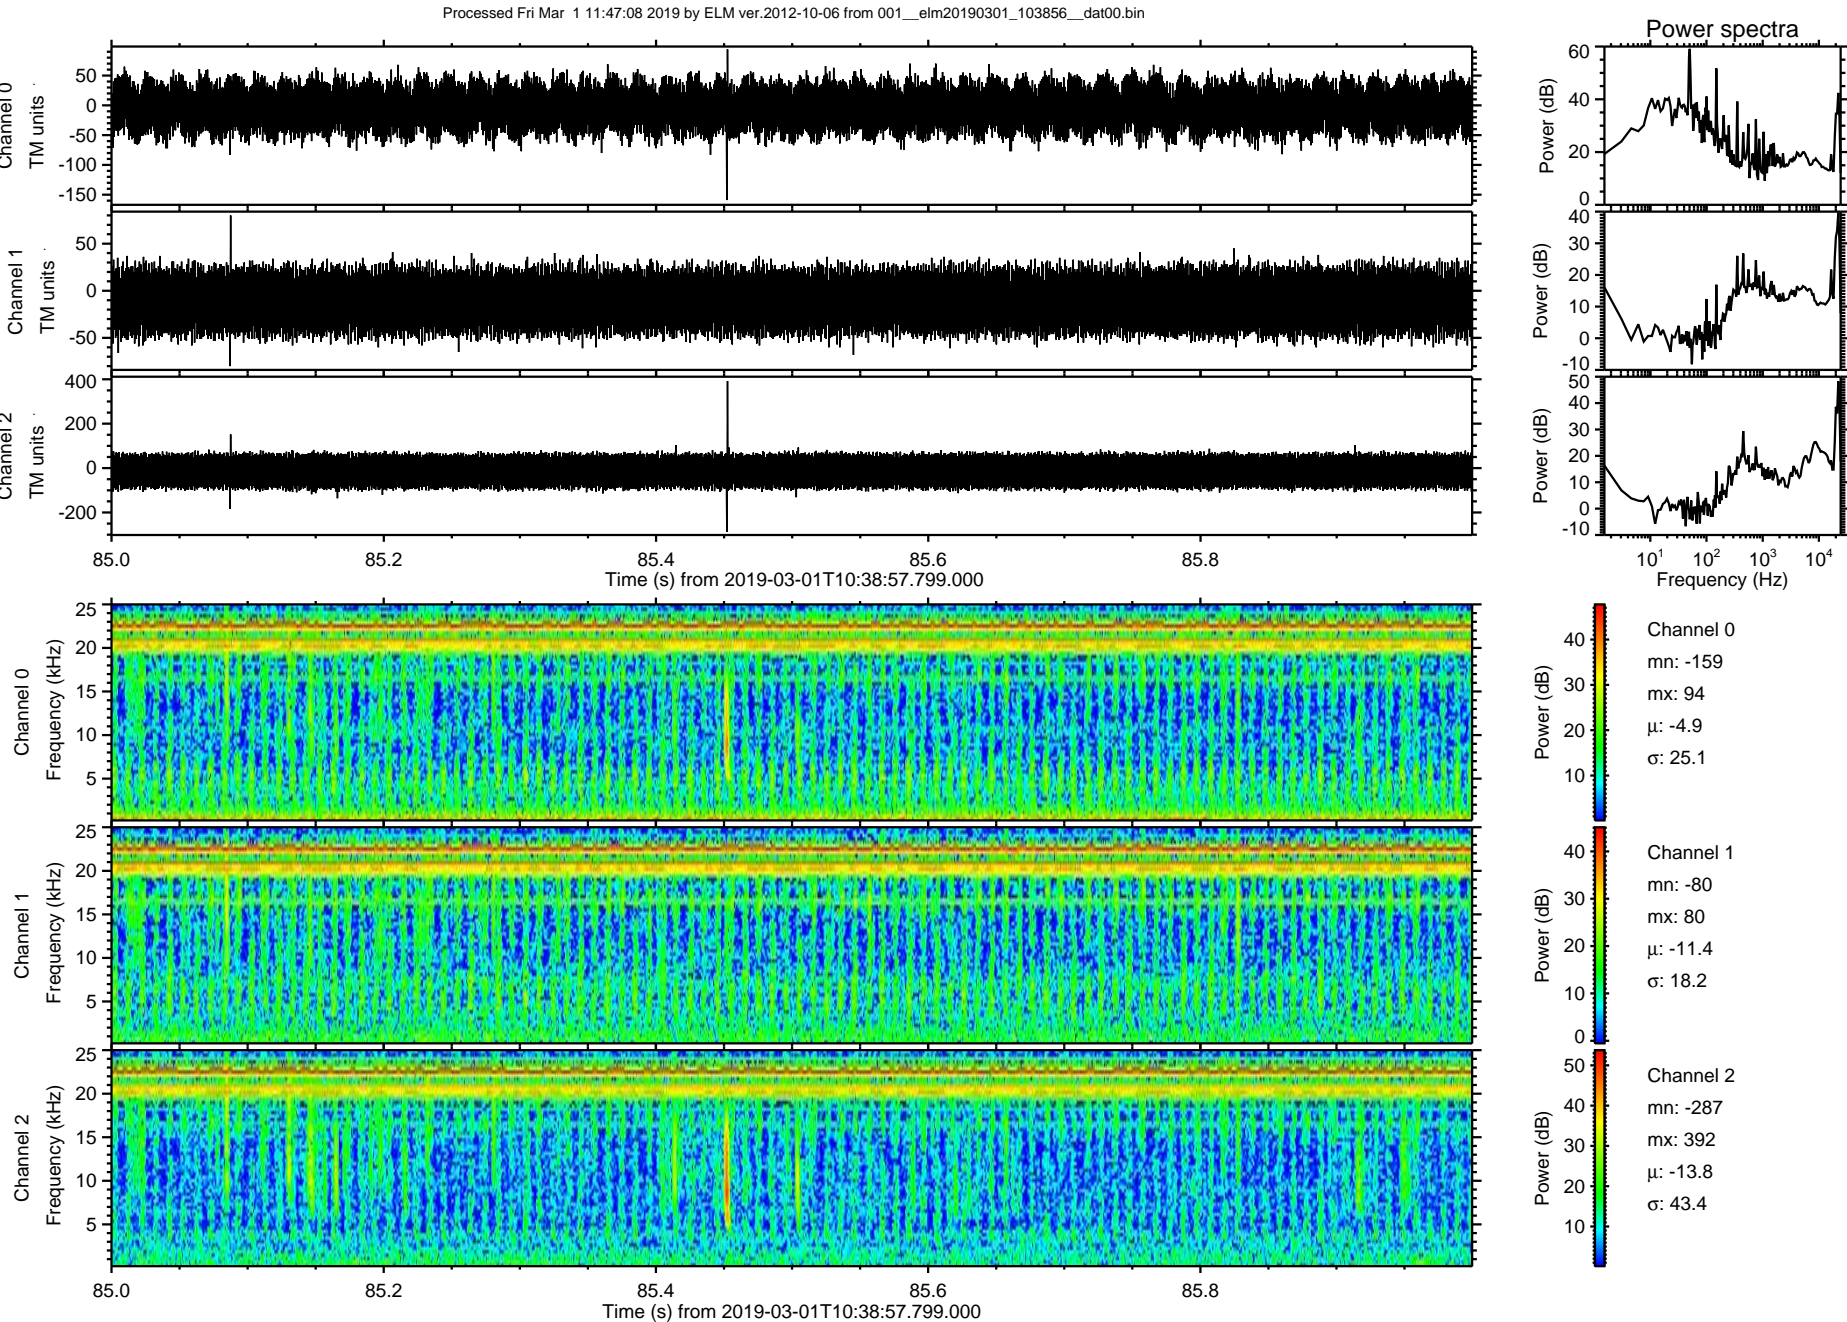 Processed Fri Mar 1 11:47:08 2019 by ELM ver.2012-10-06 from 001__elm20190301_103856__dat00.bin
Power spectra
Channel 0
TM units
50
0
-50
-100
-150
Power (dB)
60
40
20
0
Channel 1
TM units
50
0
-50
Power (dB)
40
30
20
10
0
-10
Channel 2
TM units
400
200
0
-200
Power (dB)
50
40
30
20
10
0
-10
85.0 85.2 85.4 85.6 85.8
Time (s) from 2019-03-01T10:38:57.799.000
10¹ 10² 10³ 10⁴
Frequency (Hz)
Channel 0
Frequency (kHz)
25
20
15
10
5
Power (dB)
40
30
20
10
Channel 0
mn: -159
mx: 94
μ: -4.9
σ: 25.1
Channel 1
Frequency (kHz)
25
20
15
10
5
Power (dB)
40
30
20
10
0
Channel 1
mn: -80
mx: 80
μ: -11.4
σ: 18.2
Channel 2
Frequency (kHz)
25
20
15
10
5
Power (dB)
50
40
30
20
10
Channel 2
mn: -287
mx: 392
μ: -13.8
σ: 43.4
85.0 85.2 85.4 85.6 85.8
Time (s) from 2019-03-01T10:38:57.799.000